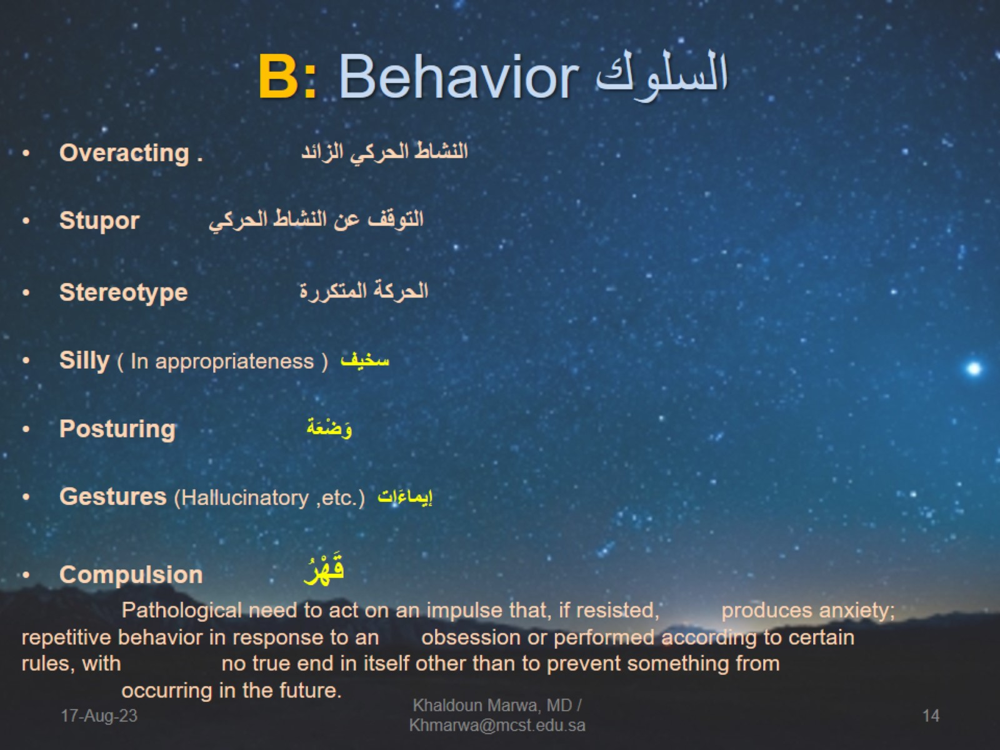 B: Behavior السلوك
• Overacting . النشاط الحركي الزائد
• Stupor التوقف عن النشاط الحركي
• Stereotype الحركة المتكررة
• Silly ( In appropriateness ) سخيف
• Posturing وَضْعَة
• Gestures (Hallucinatory ,etc.) إيماءَات
• Compulsion قَهْرُ
Pathological need to act on an impulse that, if resisted, produces anxiety;
repetitive behavior in response to an obsession or performed according to certain
rules, with no true end in itself other than to prevent something from
occurring in the future.
17-Aug-23
Khaldoun Marwa, MD /
Khmarwa@mcst.edu.sa
14